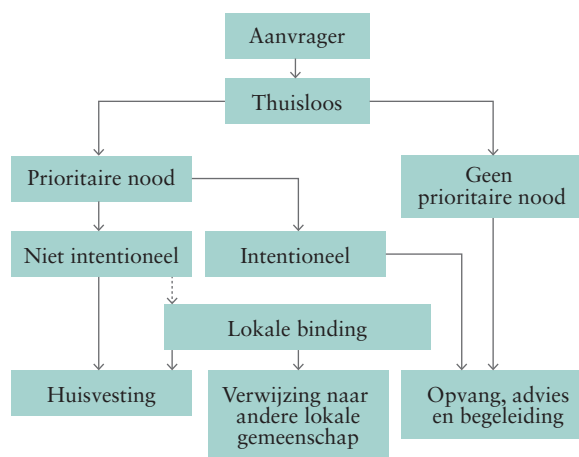 Aanvrager
Thuisloos
Prioritaire nood
Geen
prioritaire nood
Niet intentioneel
Intentioneel
Lokale binding
Huisvesting
Verwijzing naar
andere lokale
gemeenschap
Opvang, advies
en begeleiding